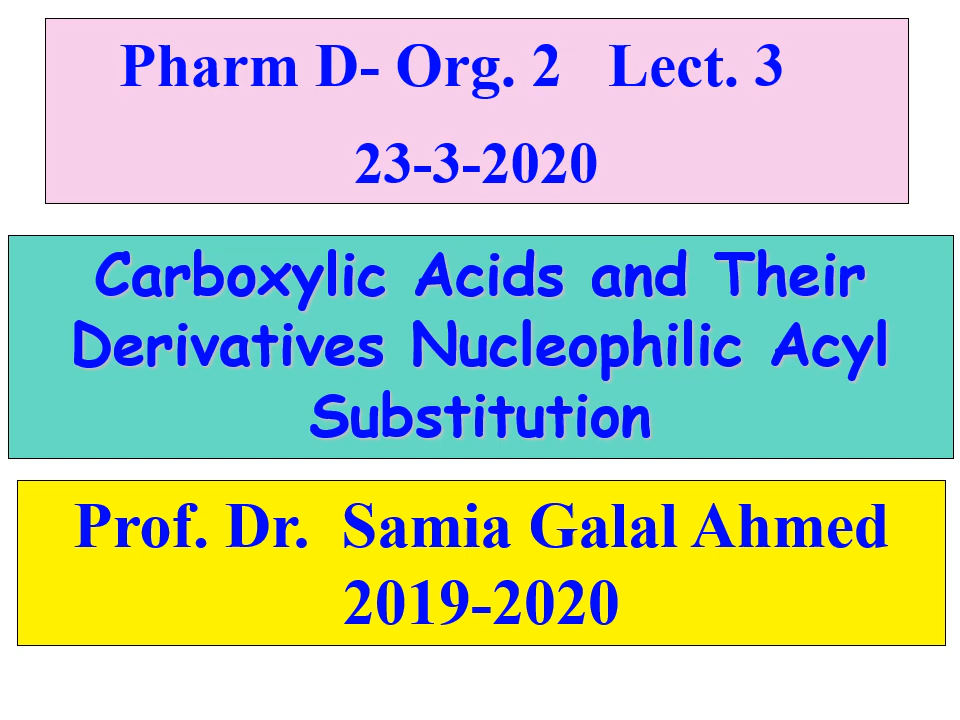 Pharm D- Org. 2 Lect. 3
23-3-2020
Carboxylic Acids and Their
Derivatives Nucleophilic Acyl
Substitution
Prof. Dr. Samia Galal Ahmed
2019-2020